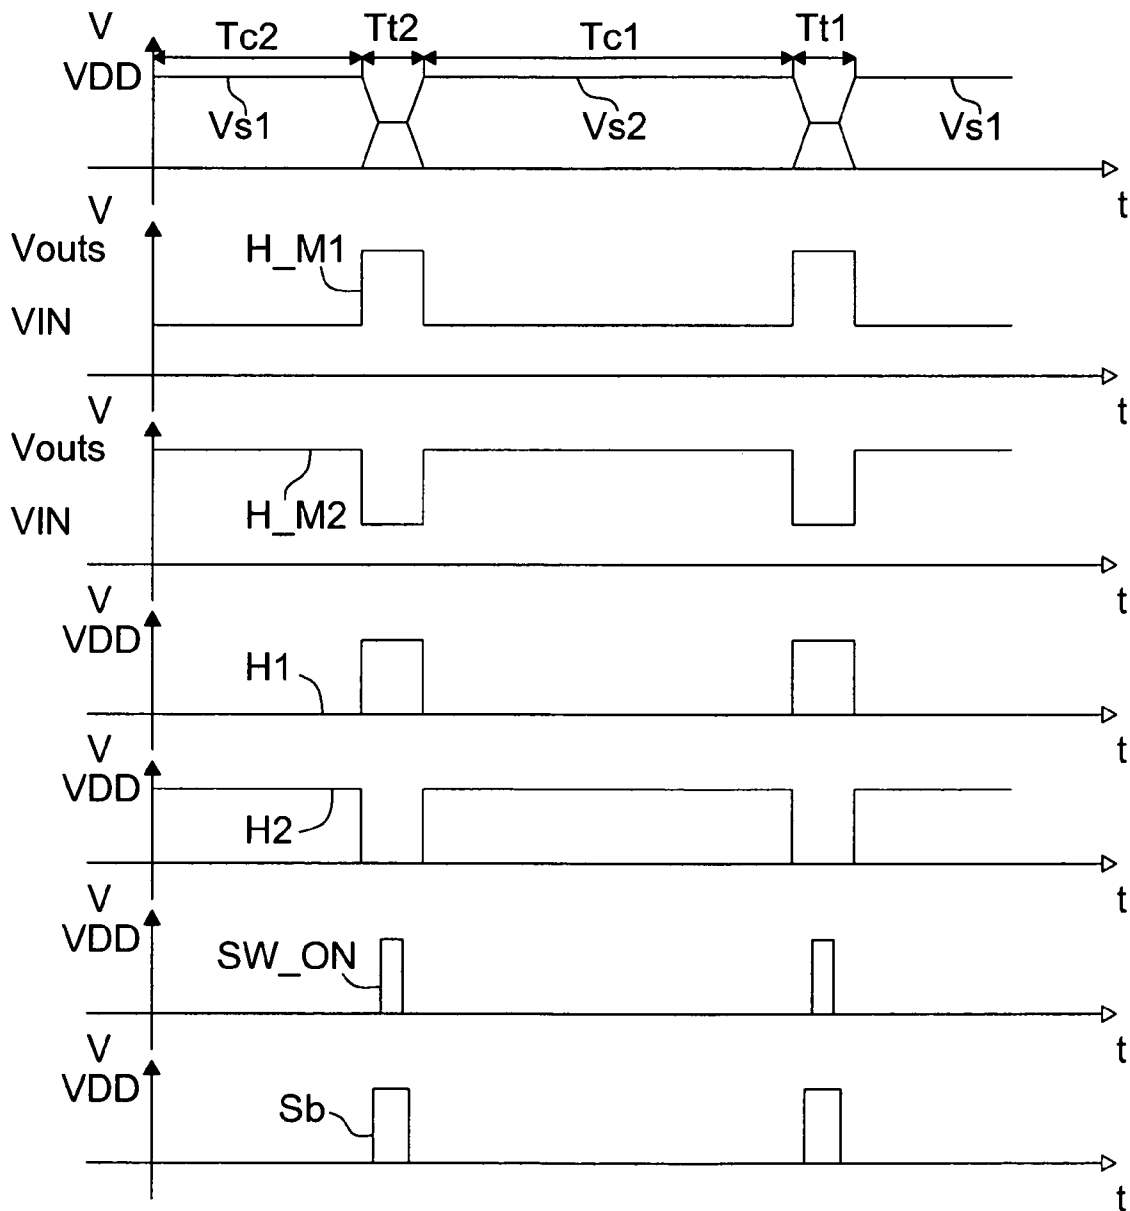 V
Tc2 Tt2 Tc1 Tt1
VDD
Vs1 Vs2 Vs1
t
V
Vouts
H_M1
VIN
t
V
Vouts
VIN
H_M2
t
V
VDD
H1
t
V
VDD
H2
t
V
VDD
SW_ON
t
V
VDD
Sb
t